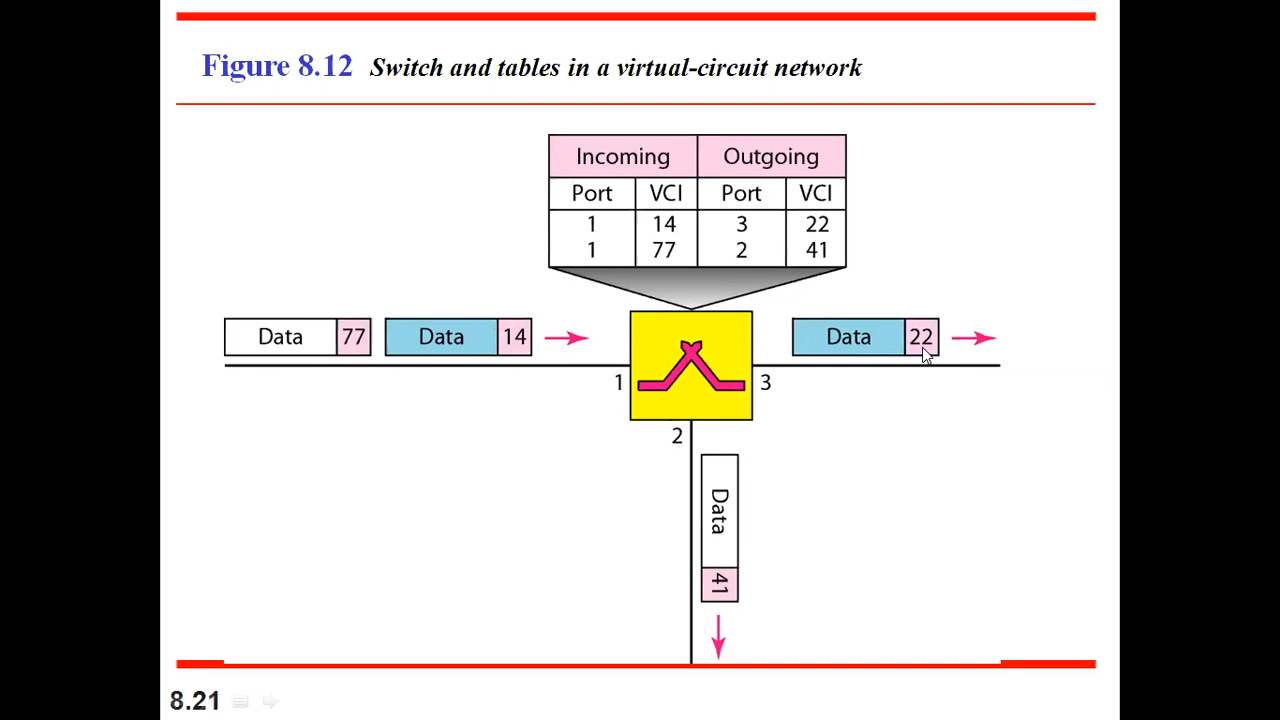 Figure 8.12 Switch and tables in a virtual-circuit network
Incoming Outgoing
Port VCI Port VCI
1 14 3 22
1 77 2 41
Data 77 Data 14 Data 22
1 3
2
Data 41
8.21